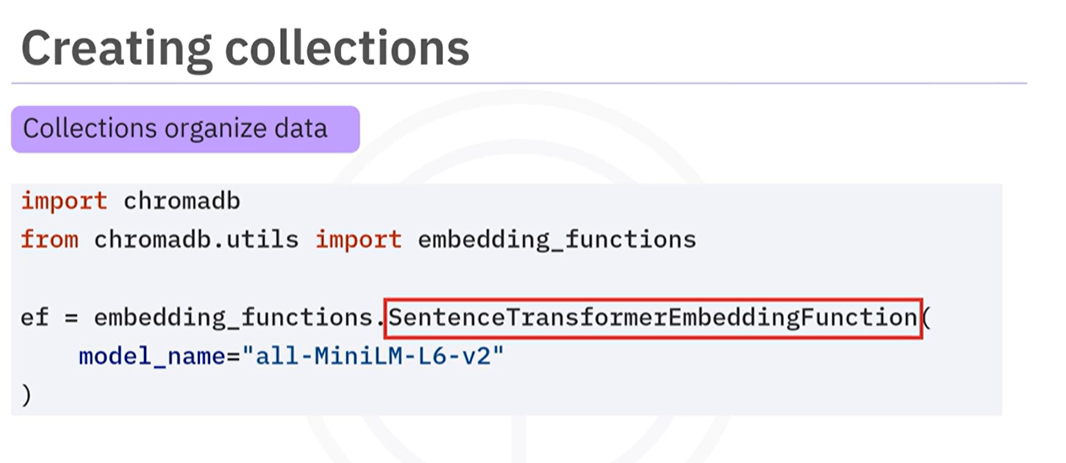 Creating collections
Collections organize data
import chromadb
from chromadb.utils import embedding_functions
ef = embedding_functions.SentenceTransformerEmbeddingFunction(
    model_name="all-MiniLM-L6-v2"
)